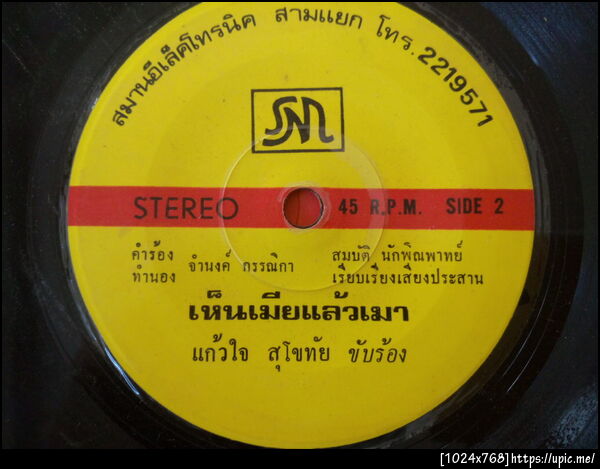 สมานอีเล็คโทรนิค สามแยก โทร. 2219571
SM
STEREO 45 R.P.M. SIDE 2
คำร้อง ทำนอง จำนงค์ กรรณิกา
สมบัติ นักพิณพาทย์ เรียบเรียงเสียงประสาน
เห็นเมียแล้วเมา
แก้วใจ สุโขทัย ขับร้อง
[1024x768]https://upic.me/